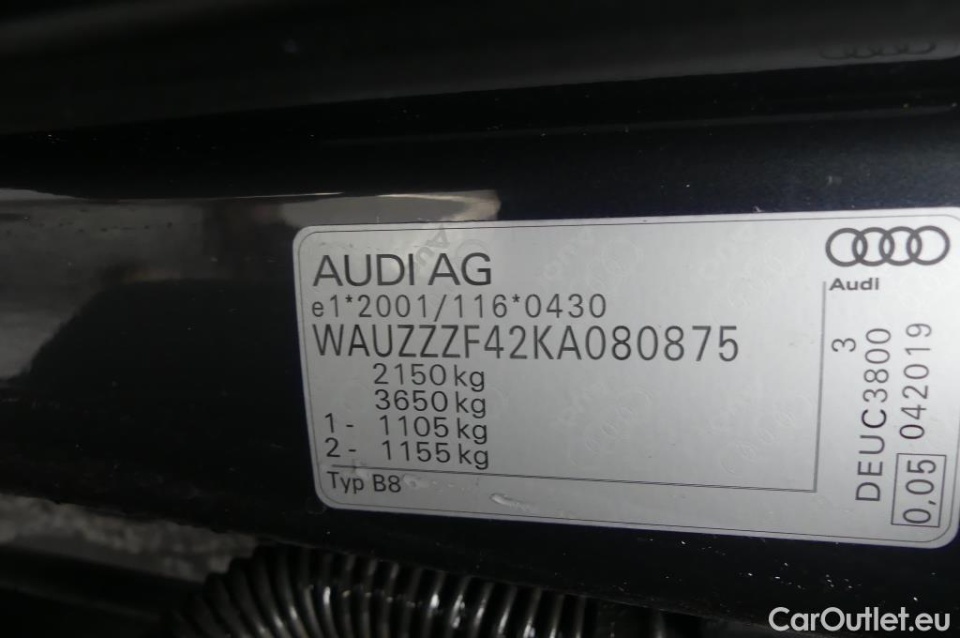 AUDI AG
e1*2001/116*0430
WAUZZZF42KA080875
2150 kg
3650 kg
1- 1105 kg
2- 1155 kg
Typ B8
Audi
3
DEUC3800
0,05 042019
CarOutlet.eu